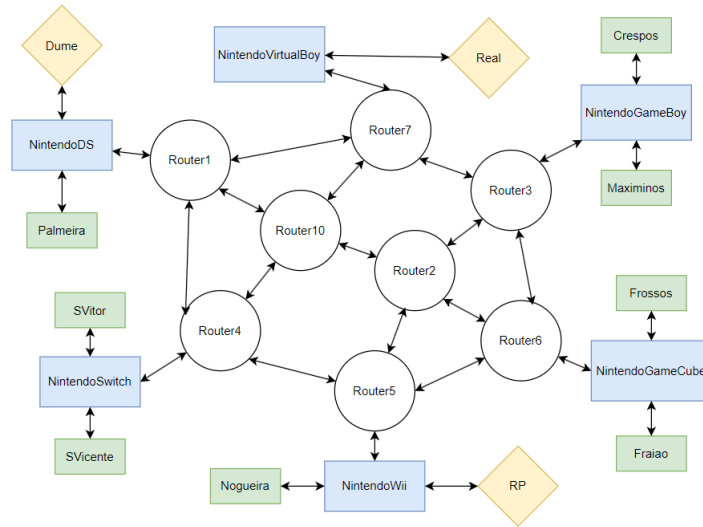 Crespos
Dume
NintendoVirtualBoy
Real
NintendoGameBoy
Router7
NintendoDS
Router1
Router3
Maximinos
Palmeira
Router10
Router2
SVitor
Frossos
Router4
Router6
NintendoSwitch
NintendoGameCube
Router5
SVicente
Fraiao
Nogueira
NintendoWii
RP